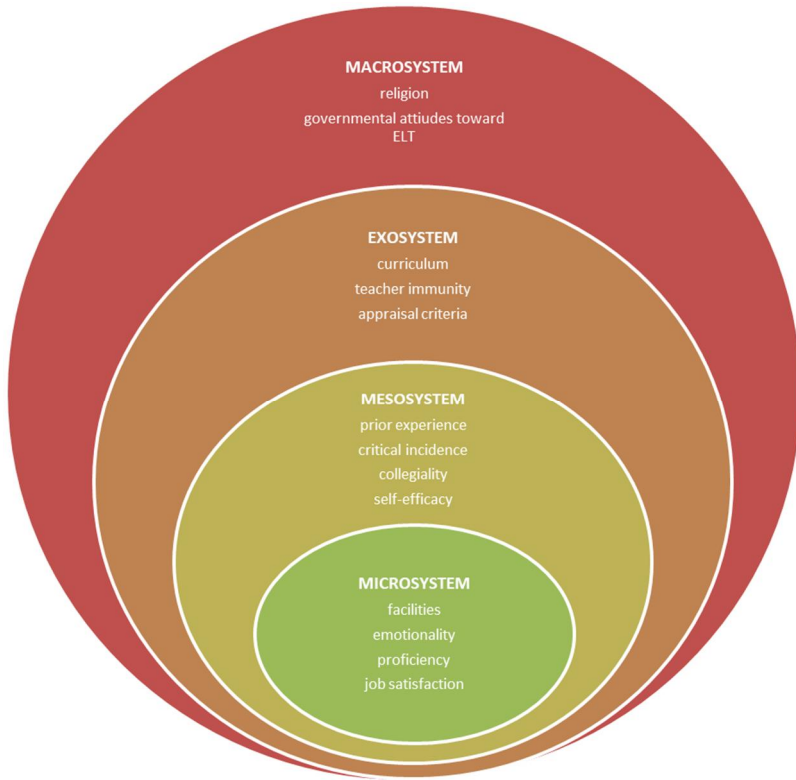 MACROSYSTEM
religion
governmental attiudes toward
ELT
EXOSYSTEM
curriculum
teacher immunity
appraisal criteria
MESOSYSTEM
prior experience
critical incidence
collegiality
self-efficacy
MICROSYSTEM
facilities
emotionality
proficiency
job satisfaction